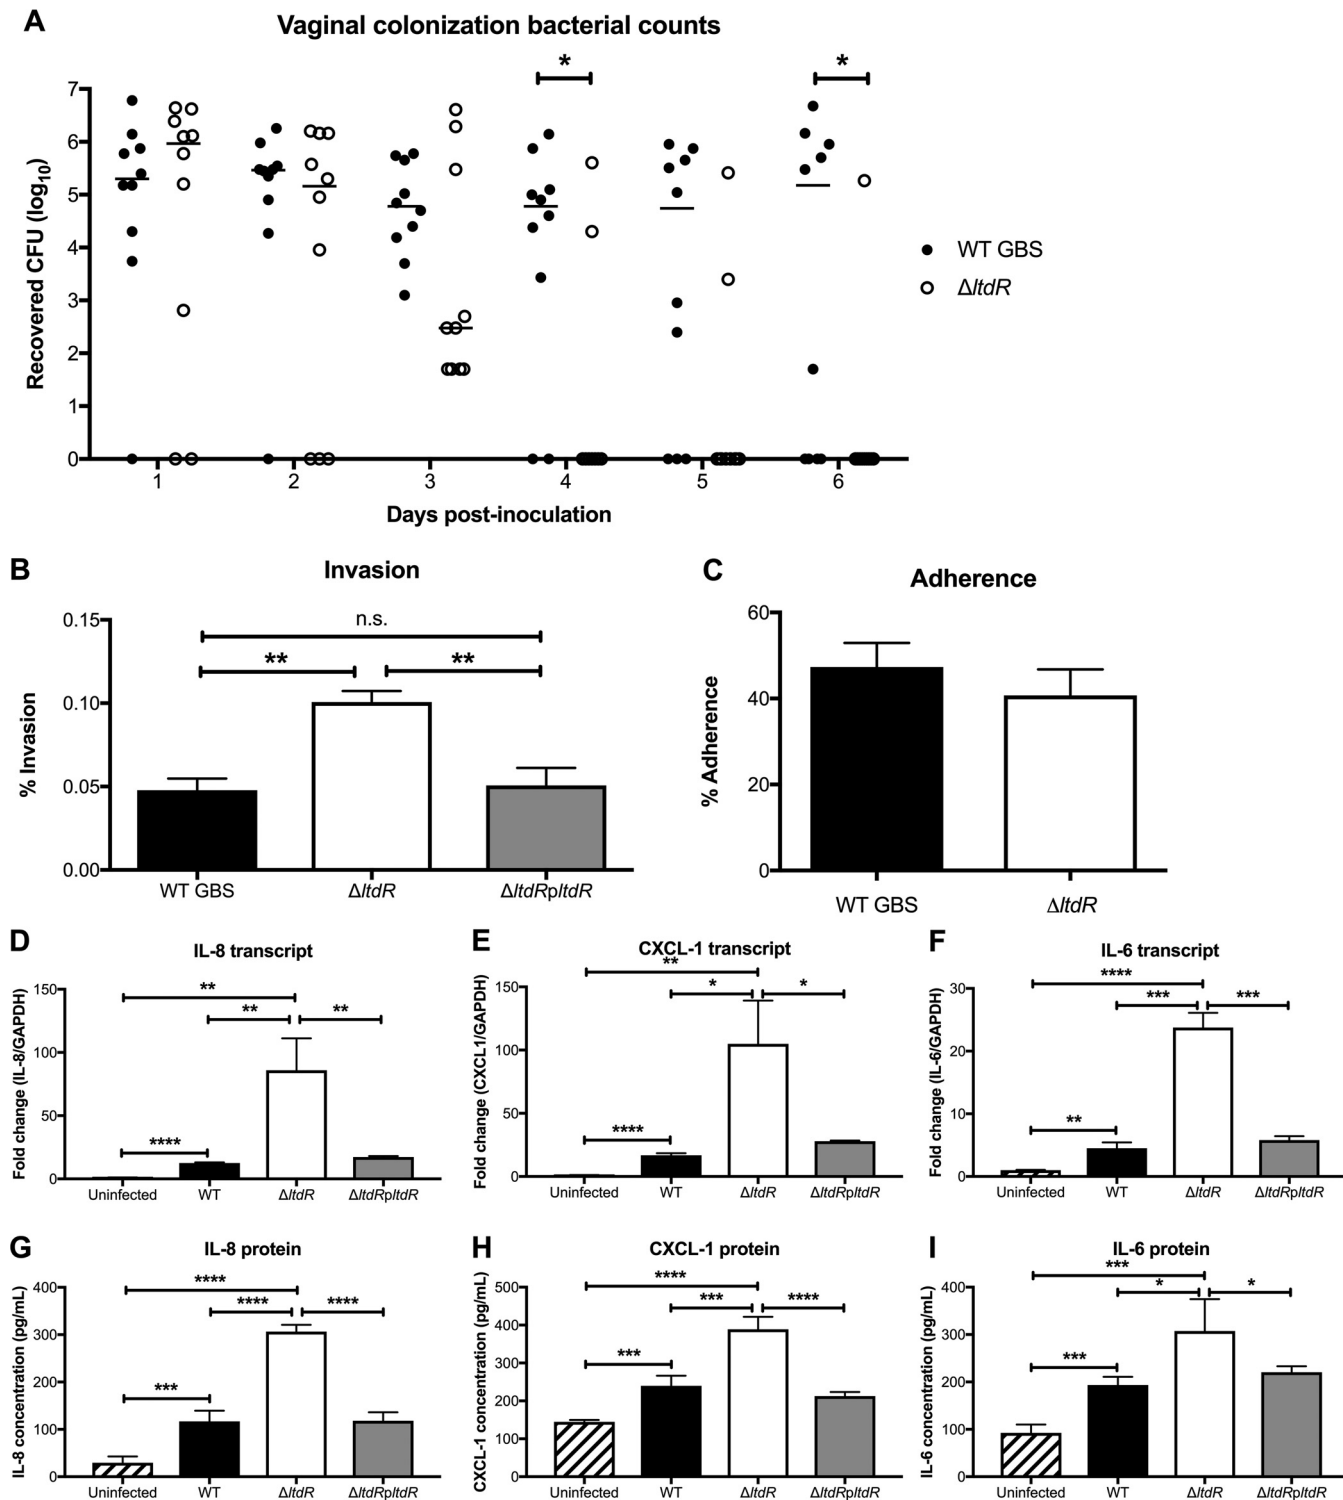 A
Vaginal colonization bacterial counts
*
*
7
6
5
4
3
2
1
0
Recovered CFU (log10)
WT GBS
ΔltdR
1 2 3 4 5 6
Days post-inoculation
B
Invasion
n.s.
** **
0.15
0.10
0.05
0.00
% Invasion
WT GBS ΔltdR ΔltdRpltdR
C
Adherence
60
40
20
0
% Adherence
WT GBS ΔltdR
D
IL-8 transcript
**
** **
****
150
100
50
0
Fold change (IL-8/GAPDH)
Uninfected WT ΔltdR ΔltdRpltdR
E
CXCL-1 transcript
**
* *
****
150
100
50
0
Fold change (CXCL1/GAPDH)
Uninfected WT ΔltdR ΔltdRpltdR
F
IL-6 transcript
****
*** ***
**
30
20
10
0
Fold change (IL-6/GAPDH)
Uninfected WT ΔltdR ΔltdRpltdR
G
IL-8 protein
****
**** ****
***
400
300
200
100
0
IL-8 concentration (pg/mL)
Uninfected WT ΔltdR ΔltdRpltdR
H
CXCL-1 protein
****
*** ****
***
500
400
300
200
100
0
CXCL-1 concentration (pg/mL)
Uninfected WT ΔltdR ΔltdRpltdR
I
IL-6 protein
***
* *
***
400
300
200
100
0
IL-6 concentration (pg/mL)
Uninfected WT ΔltdR ΔltdRpltdR